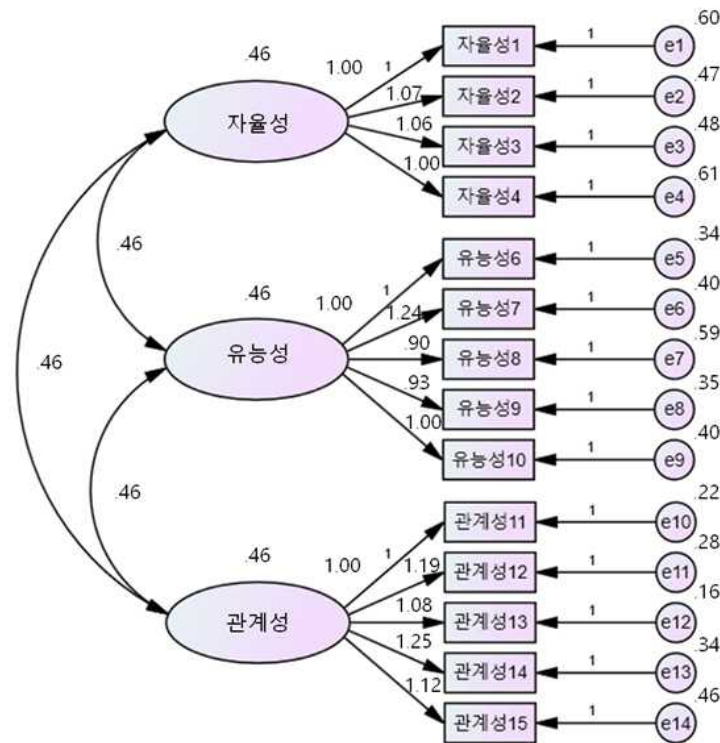 .60
.46
1.00
1
자율성1
1
e1
.47
1.07
자율성2
1
e2
자율성
.48
1.06
자율성3
1
e3
.61
1.00
자율성4
1
e4
.46
.34
유능성6
1
e5
.46
1.00
1
.40
1.24
유능성7
1
e6
.59
유능성
.90
유능성8
1
e7
.35
.93
유능성9
1
e8
.40
1.00
유능성10
1
e9
.46
.46
.22
관계성11
1
e10
.46
1.00
1
.28
1.19
관계성12
1
e11
.16
관계성
1.08
관계성13
1
e12
.34
1.25
관계성14
1
e13
.46
1.12
관계성15
1
e14